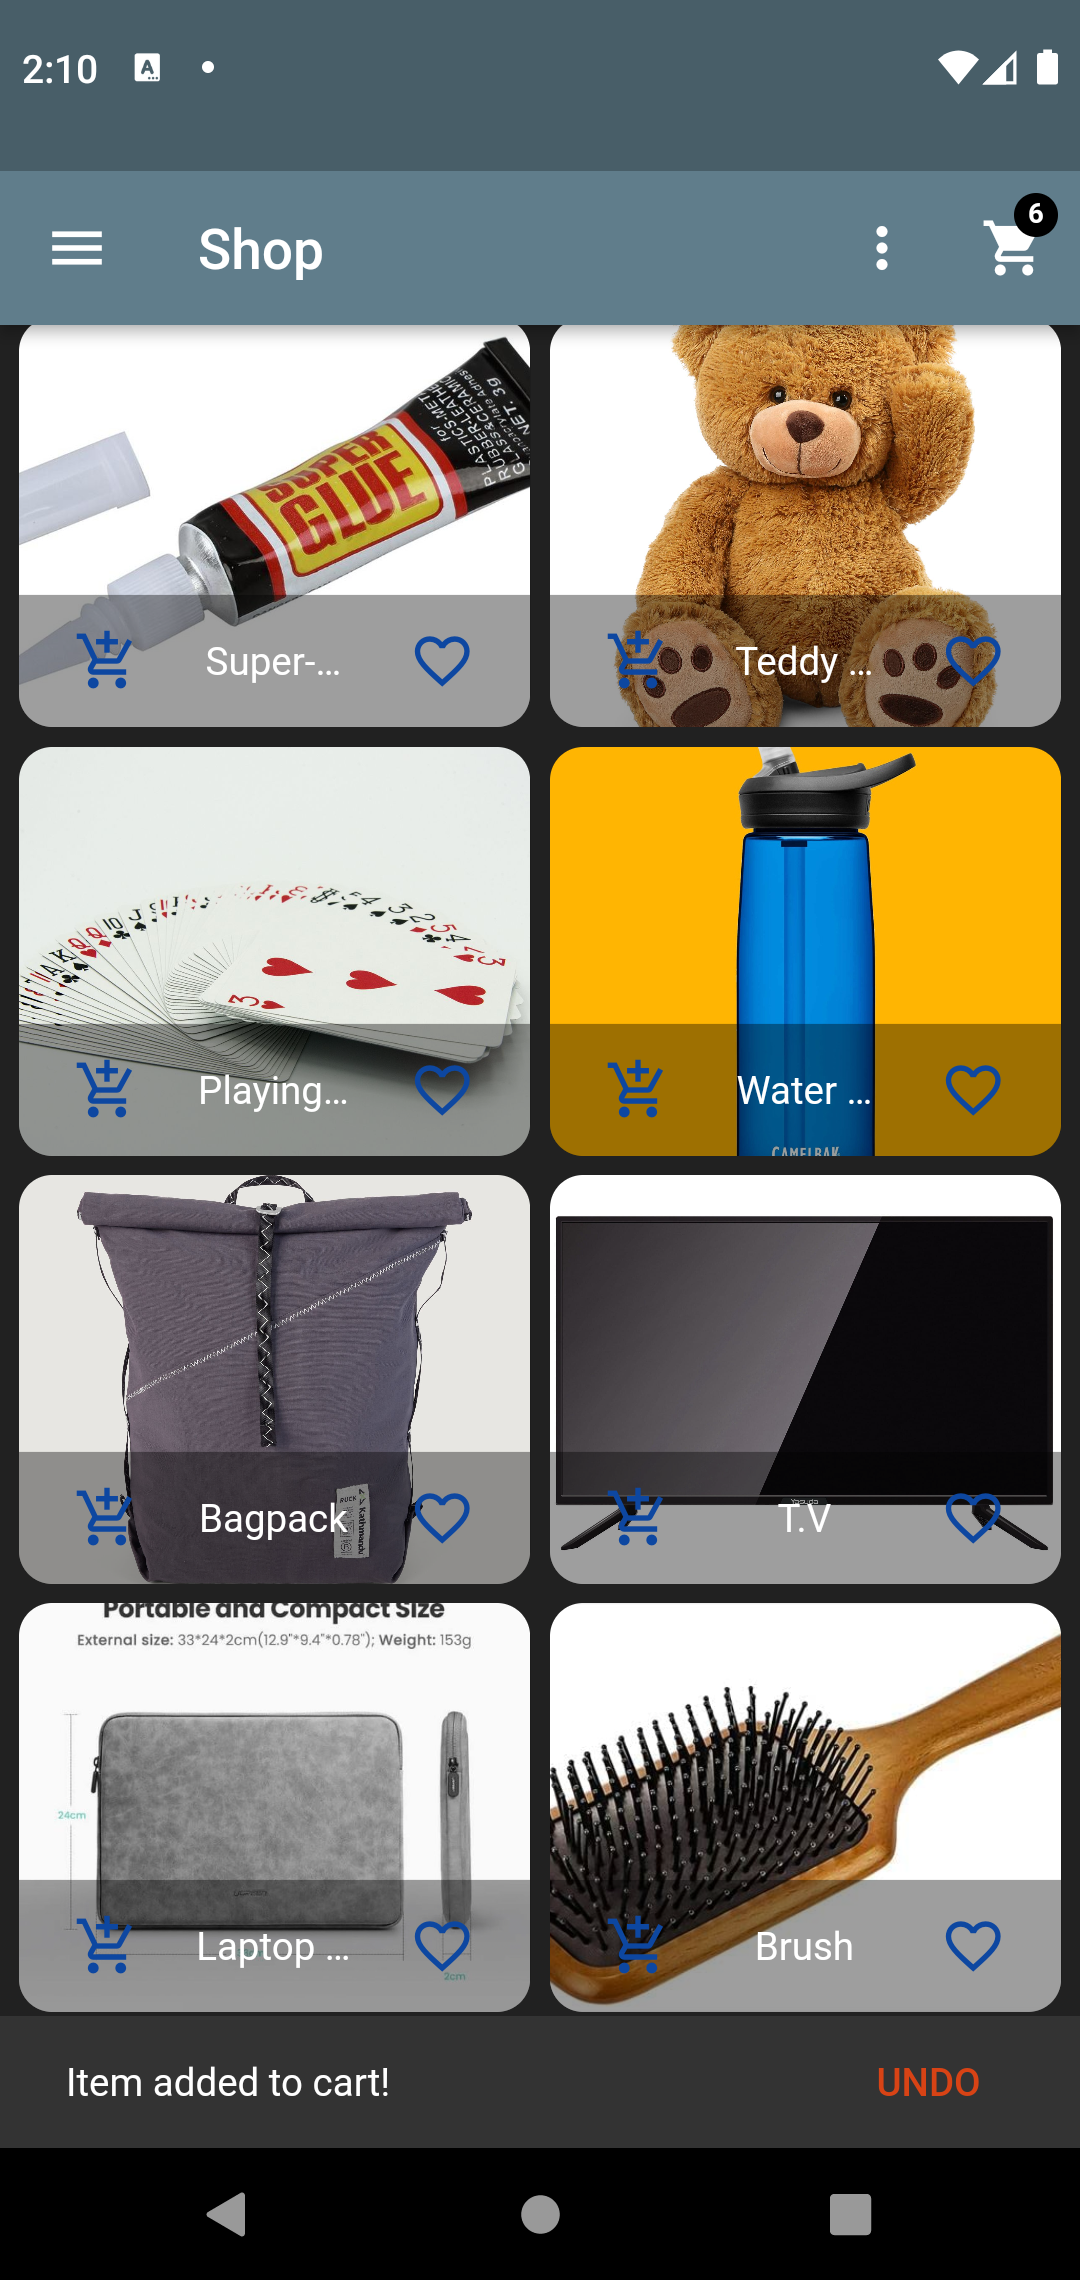 2:10
Shop
6
SUPER
GLUE
NET. 3g
Super-...
Teddy ...
Playing...
Water ...
CAMELBAK
Bagpack
T.V
Portable and Compact Size
External size: 33*24*2cm(12.9"*9.4"*0.78"); Weight: 153g
24cm
2cm
Laptop ...
Brush
Item added to cart!
UNDO